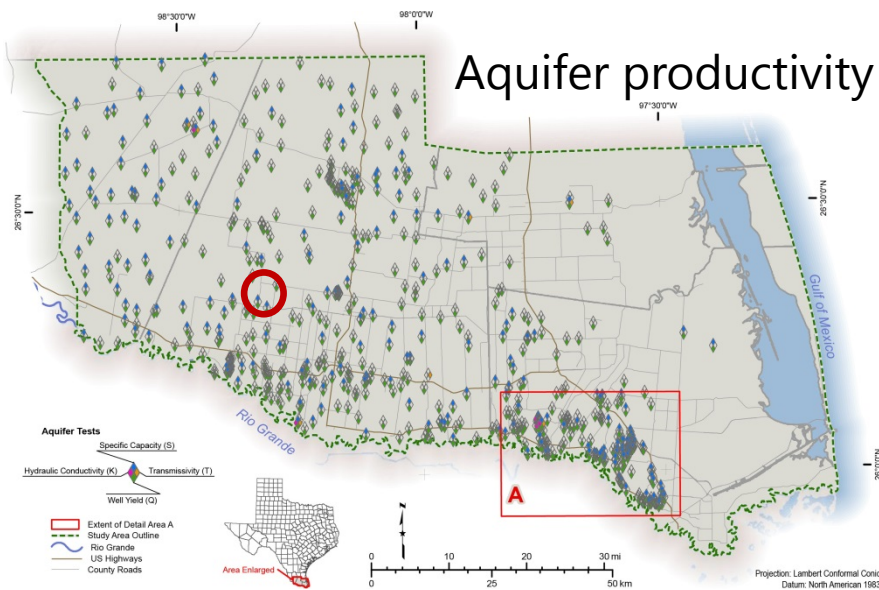 98°30'0"W
98°0'0"W
Aquifer productivity
97°30'0"W
26°30'0"N
26°30'0"N
Gulf of Mexico
Rio Grande
26°0'0"N
A
Aquifer Tests
Specific Capacity (S)
Hydraulic Conductivity (K)
Transmissivity (T)
Well Yield (Q)
Extent of Detail Area A
Study Area Outline
Rio Grande
US Highways
County Roads
Area Enlarged
N
0 10 20 30 mi
0 25 50 km
Projection: Lambert Conformal Conic
Datum: North American 1983